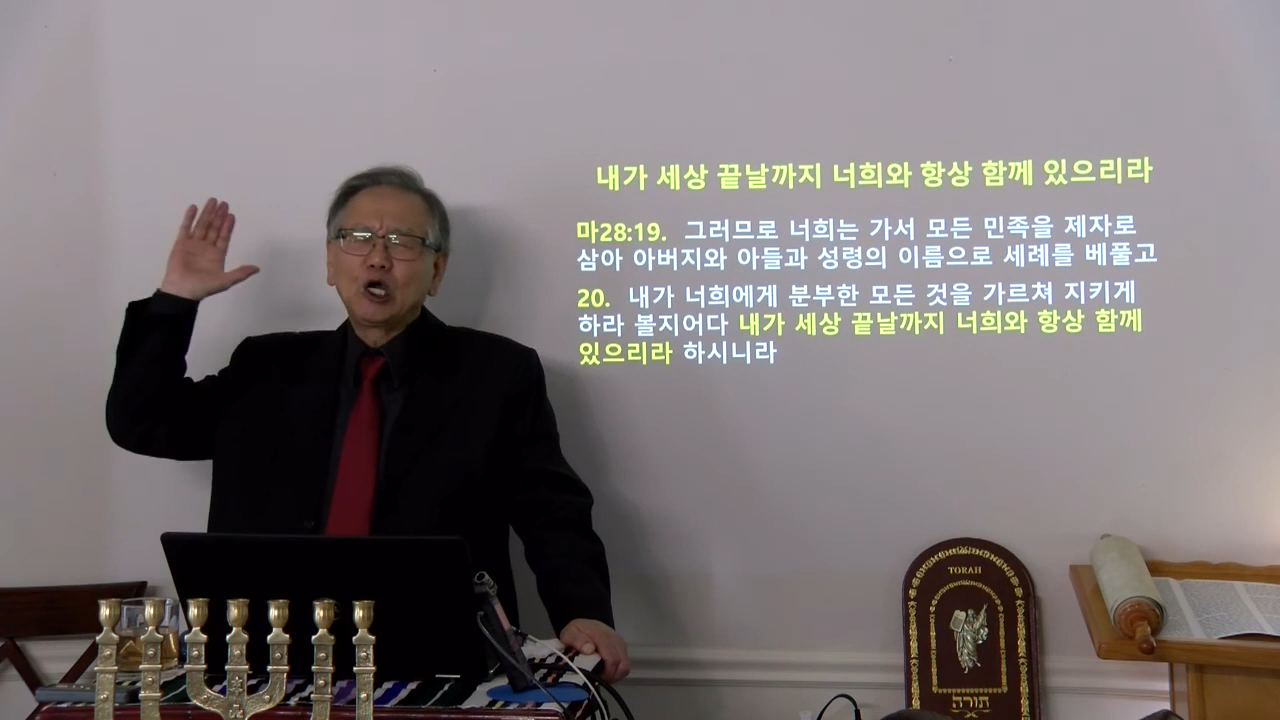 내가 세상 끝날까지 너희와 항상 함께 있으리라
마28:19. 그러므로 너희는 가서 모든 민족을 제자로
삼아 아버지와 아들과 성령의 이름으로 세례를 베풀고
20. 내가 너희에게 분부한 모든 것을 가르쳐 지키게
하라 볼지어다 내가 세상 끝날까지 너희와 항상 함께
있으리라 하시니라
TORAH
תורה